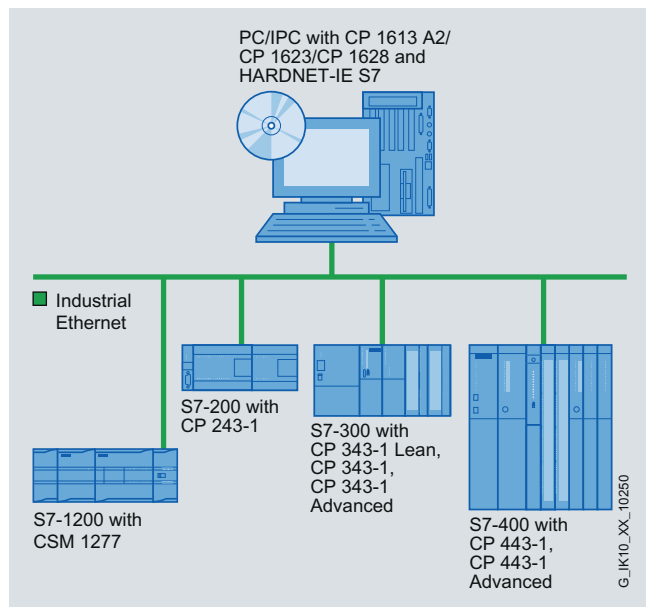 PC/IPC with CP 1613 A2/
CP 1623/CP 1628 and
HARDNET-IE S7
Industrial
Ethernet
S7-200 with
CP 243-1
S7-300 with
CP 343-1 Lean,
CP 343-1,
CP 343-1
Advanced
S7-1200 with
CSM 1277
S7-400 with
CP 443-1,
CP 443-1
Advanced
G_IK10_XX_10250